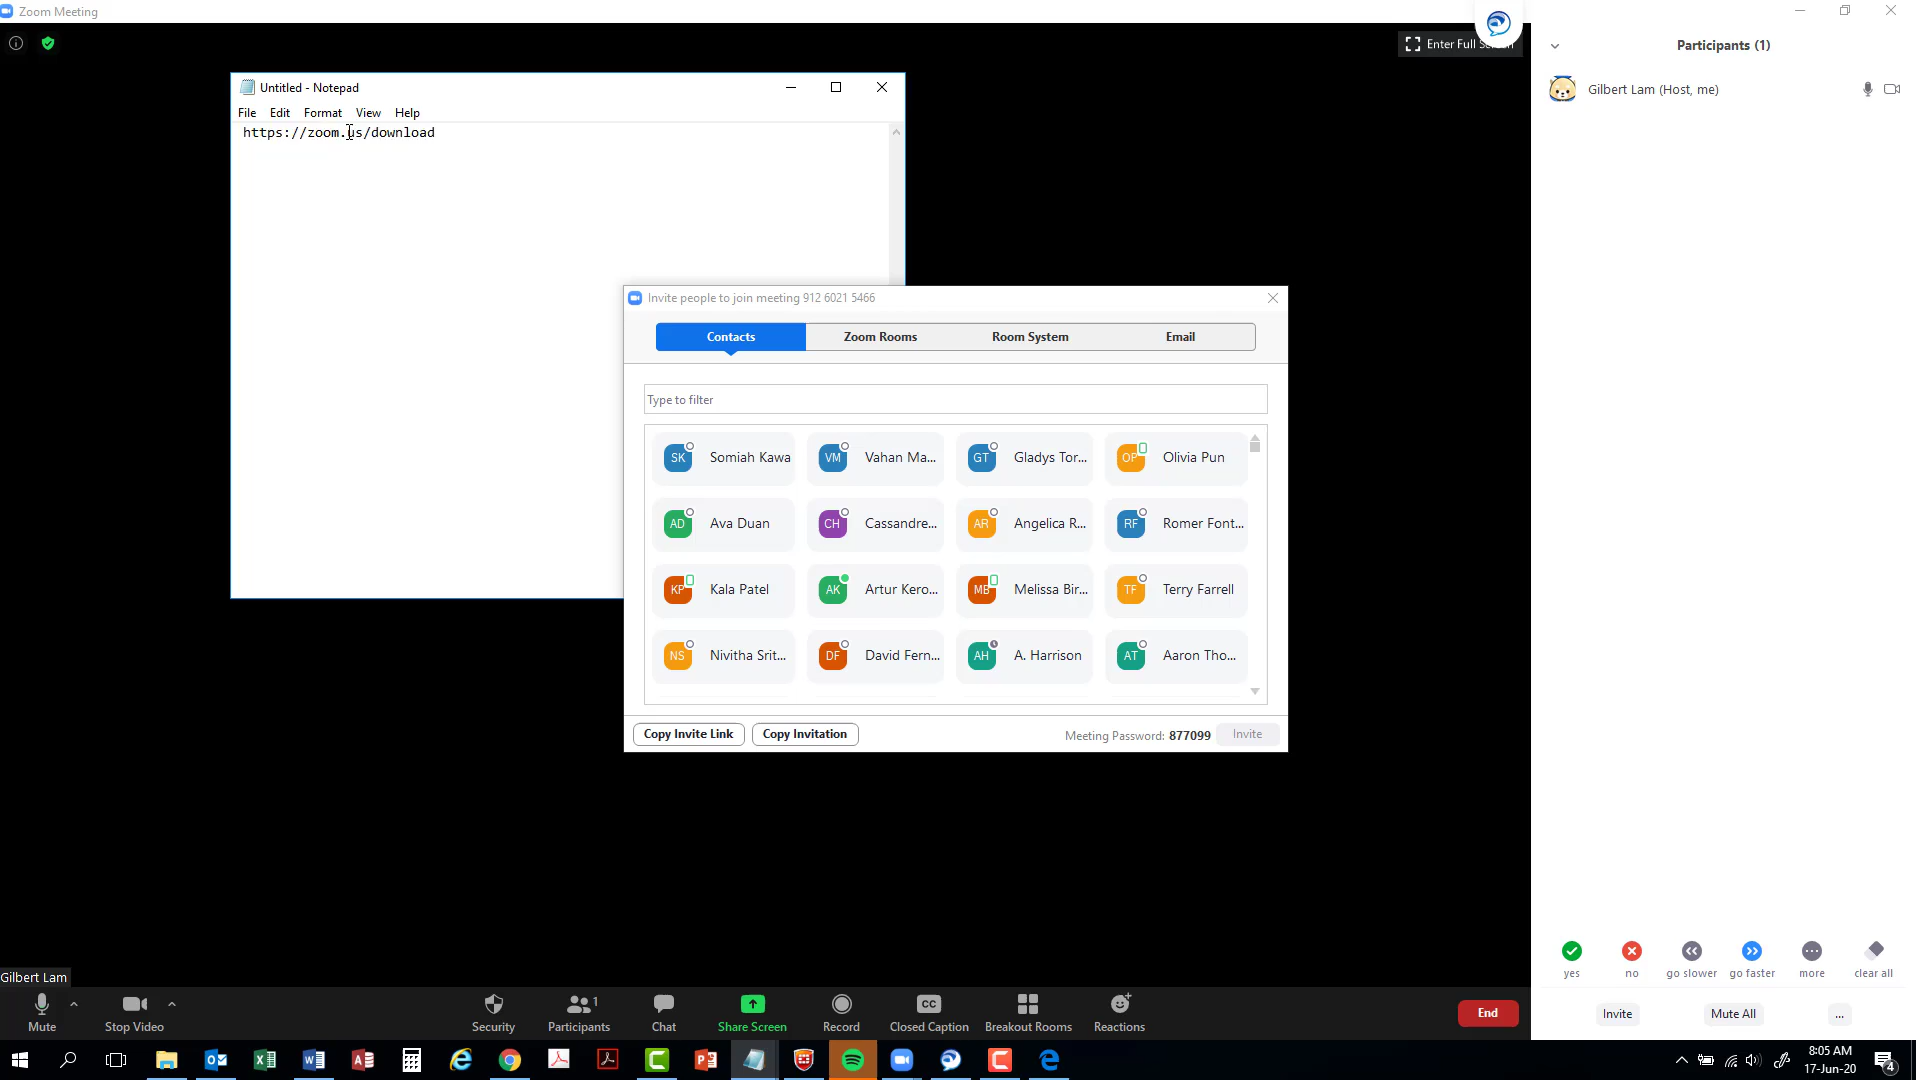 Zoom Meeting
Enter Full
Participants (1)
Gilbert Lam (Host, me)
Untitled - Notepad
File Edit Format View Help
https://zoom.us/download
Invite people to join meeting 912 6021 5466
Contacts Zoom Rooms Room System Email
Type to filter
SK Somiah Kawa VM Vahan Ma... GT Gladys Tor... OP Olivia Pun
AD Ava Duan CH Cassandre... AR Angelica R... RF Romer Font...
KP Kala Patel AK Artur Kero... MB Melissa Bir... TF Terry Farrell
NS Nivitha Srit... DF David Fern... AH A. Harrison AT Aaron Tho...
Copy Invite Link Copy Invitation Meeting Password: 877099 Invite
yes no go slower go faster more clear all
Gilbert Lam
Mute Stop Video Security Participants 1 Chat Share Screen Record CC Closed Caption Breakout Rooms Reactions End
Invite Mute All ...
8:05 AM
17-Jun-20
4